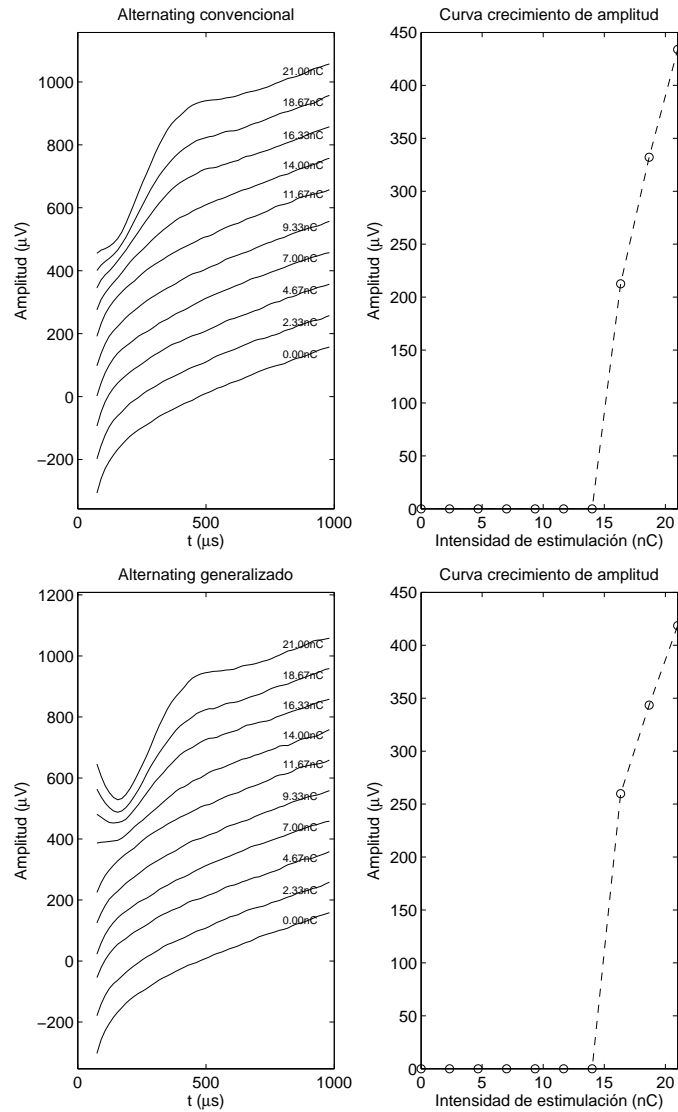 Alternating convencional
1000
800
600
400
200
0
−200
Amplitud (μV)
21.00nC
18.67nC
16.33nC
14.00nC
11.67nC
9.33nC
7.00nC
4.67nC
2.33nC
0.00nC
0 500 1000
t (μs)
Curva crecimiento de amplitud
450
400
350
300
250
200
150
100
50
0
Amplitud (μV)
0 5 10 15 20
Intensidad de estimulación (nC)
Alternating generalizado
1200
1000
800
600
400
200
0
−200
Amplitud (μV)
21.00nC
18.67nC
16.33nC
14.00nC
11.67nC
9.33nC
7.00nC
4.67nC
2.33nC
0.00nC
0 500 1000
t (μs)
Curva crecimiento de amplitud
450
400
350
300
250
200
150
100
50
0
Amplitud (μV)
0 5 10 15 20
Intensidad de estimulación (nC)